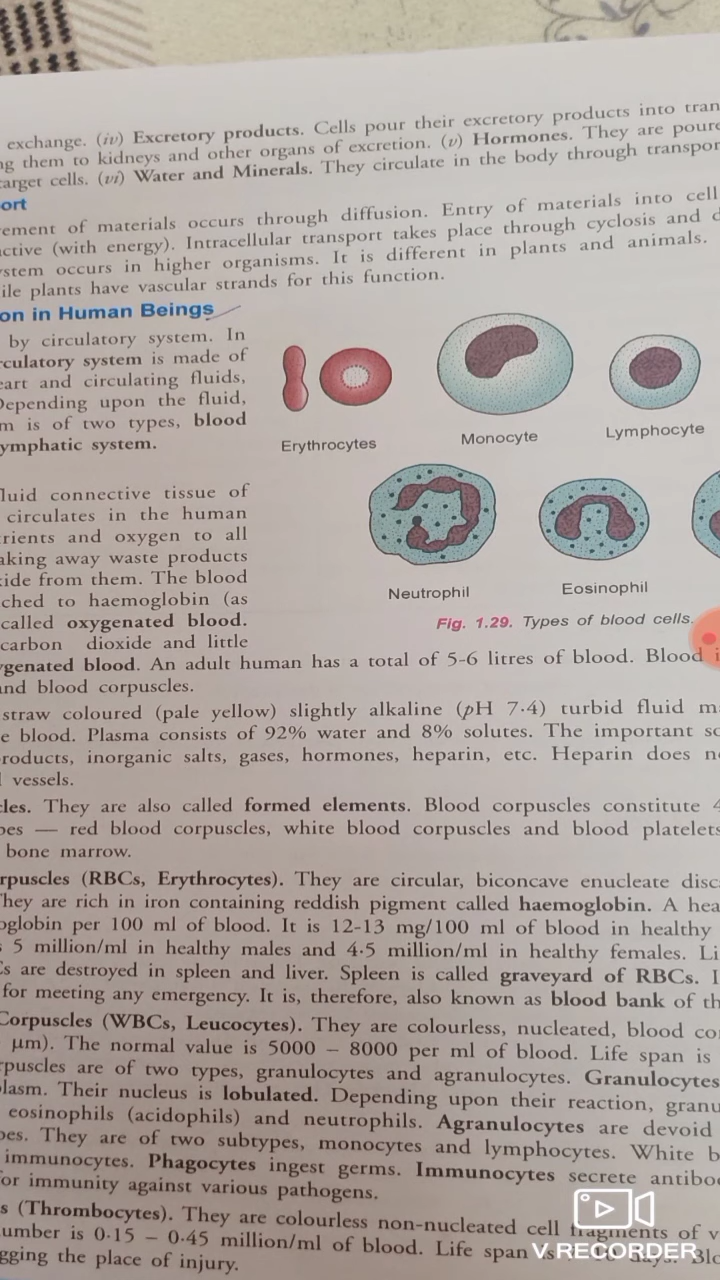 exchange. (iv) Excretory products. Cells pour their excretory products into tran
ng them to kidneys and other organs of excretion. (v) Hormones. They are poure
target cells. (vi) Water and Minerals. They circulate in the body through transpor
ort
ement of materials occurs through diffusion. Entry of materials into cell
active (with energy). Intracellular transport takes place through cyclosis and d
ystem occurs in higher organisms. It is different in plants and animals.
ile plants have vascular strands for this function.
on in Human Beings
by circulatory system. In
rculatory system is made of
eart and circulating fluids,
Depending upon the fluid,
m is of two types, blood
ymphatic system.
Erythrocytes
Monocyte
Lymphocyte
fluid connective tissue of
circulates in the human
trients and oxygen to all
aking away waste products
xide from them. The blood
ched to haemoglobin (as
called oxygenated blood.
carbon dioxide and little
Neutrophil
Eosinophil
Fig. 1.29. Types of blood cells.
ygenated blood. An adult human has a total of 5-6 litres of blood. Blood i
and blood corpuscles.
straw coloured (pale yellow) slightly alkaline (pH 7·4) turbid fluid m
e blood. Plasma consists of 92% water and 8% solutes. The important so
roducts, inorganic salts, gases, hormones, heparin, etc. Heparin does n
l vessels.
cles. They are also called formed elements. Blood corpuscles constitute 4
pes — red blood corpuscles, white blood corpuscles and blood platelets
bone marrow.
rpuscles (RBCs, Erythrocytes). They are circular, biconcave enucleate disc
They are rich in iron containing reddish pigment called haemoglobin. A hea
oglobin per 100 ml of blood. It is 12-13 mg/100 ml of blood in healthy
s 5 million/ml in healthy males and 4·5 million/ml in healthy females. Li
Cs are destroyed in spleen and liver. Spleen is called graveyard of RBCs. I
for meeting any emergency. It is, therefore, also known as blood bank of th
Corpuscles (WBCs, Leucocytes). They are colourless, nucleated, blood co
μm). The normal value is 5000 – 8000 per ml of blood. Life span is
rpuscles are of two types, granulocytes and agranulocytes. Granulocytes
plasm. Their nucleus is lobulated. Depending upon their reaction, granu
eosinophils (acidophils) and neutrophils. Agranulocytes are devoid
pes. They are of two subtypes, monocytes and lymphocytes. White b
immunocytes. Phagocytes ingest germs. Immunocytes secrete antibo
for immunity against various pathogens.
s (Thrombocytes). They are colourless non-nucleated cell fragments of v
umber is 0·15 – 0·45 million/ml of blood. Life span days. Blo
gging the place of injury.
V RECORDER